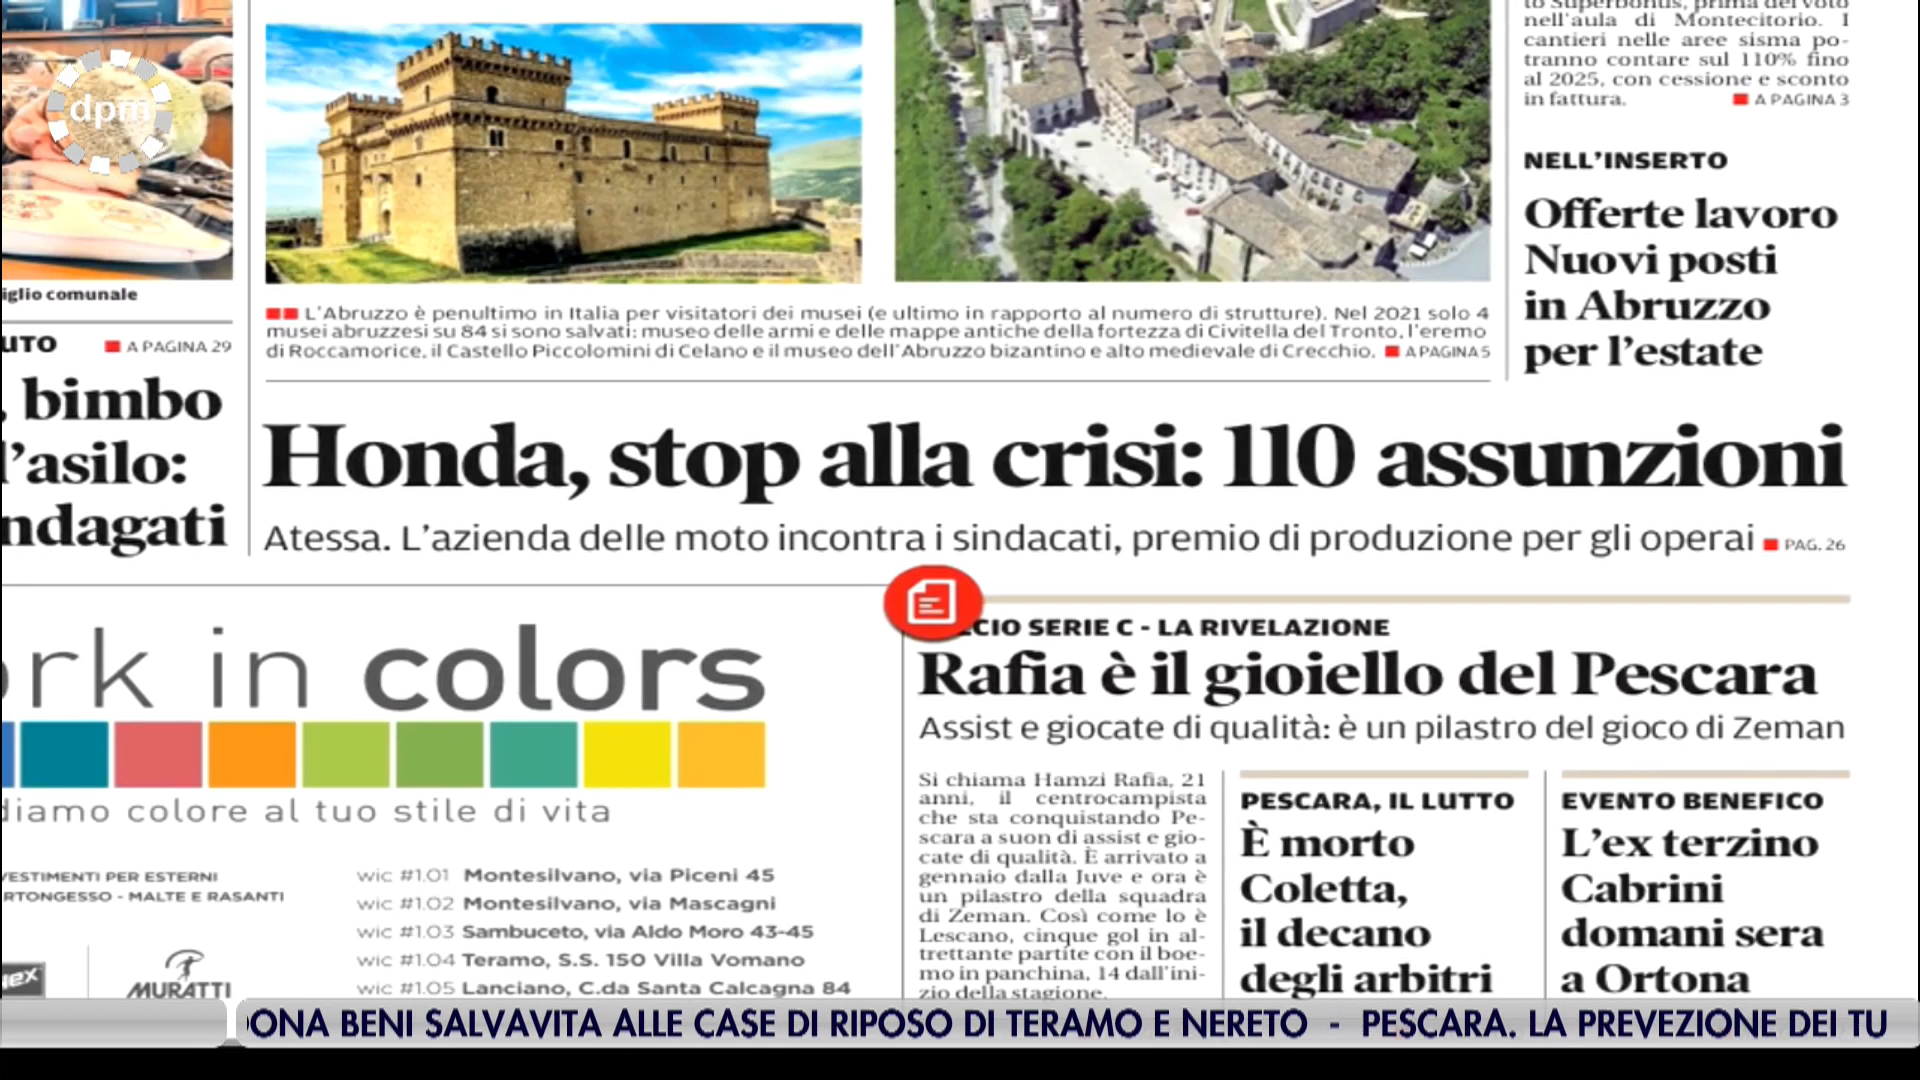 dpm
iglio comunale
UTO A PAGINA 29
, bimbo
l'asilo:
ndagati
L'Abruzzo è penultimo in Italia per visitatori dei musei (e ultimo in rapporto al numero di strutture). Nel 2021 solo 4
musei abruzzesi su 84 si sono salvati: museo delle armi e delle mappe antiche della fortezza di Civitella del Tronto, l'eremo
di Roccamorice, il Castello Piccolomini di Celano e il museo dell'Abruzzo bizantino e alto medievale di Crecchio. A PAGINA 5
to Superbonus, prima del voto
nell'aula di Montecitorio. I
cantieri nelle aree sisma po-
tranno contare sul 110% fino
al 2025, con cessione e sconto
in fattura. A PAGINA 3
NELL'INSERTO
Offerte lavoro
Nuovi posti
in Abruzzo
per l'estate
Honda, stop alla crisi: 110 assunzioni
Atessa. L'azienda delle moto incontra i sindacati, premio di produzione per gli operai PAG. 26
ork in colors
diamo colore al tuo stile di vita
VESTIMENTI PER ESTERNI
RTONGESSO - MALTE E RASANTI
nex
MURATTI
wic #1.01 Montesilvano, via Piceni 45
wic #1.02 Montesilvano, via Mascagni
wic #1.03 Sambuceto, via Aldo Moro 43-45
wic #1.04 Teramo, S.S. 150 Villa Vomano
wic #1.05 Lanciano, C.da Santa Calcagna 84
CIO SERIE C - LA RIVELAZIONE
Rafia è il gioiello del Pescara
Assist e giocate di qualità: è un pilastro del gioco di Zeman
Si chiama Hamzi Rafia, 21
anni, il centrocampista
che sta conquistando Pe-
scara a suon di assist e gio-
cate di qualità. È arrivato a
gennaio dalla Juve e ora è
un pilastro della squadra
di Zeman. Così come lo è
Lescano, cinque gol in al-
trettante partite con il boe-
mo in panchina, 14 dall'ini-
zio della stagione.
PESCARA, IL LUTTO
È morto
Coletta,
il decano
degli arbitri
EVENTO BENEFICO
L'ex terzino
Cabrini
domani sera
a Ortona
ONA BENI SALVAVITA ALLE CASE DI RIPOSO DI TERAMO E NERETO - PESCARA. LA PREVEZIONE DEI TU